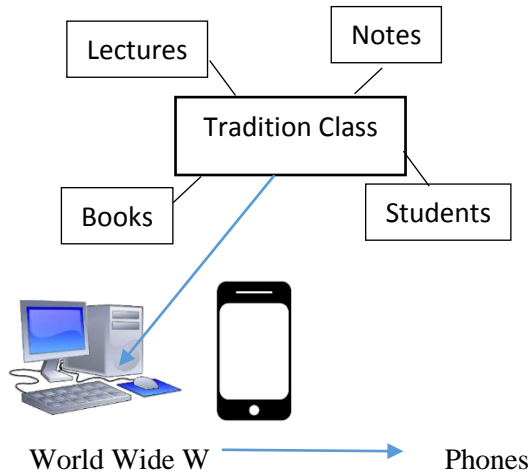 Lectures
Notes
Tradition Class
Books
Students
World Wide W
Phones